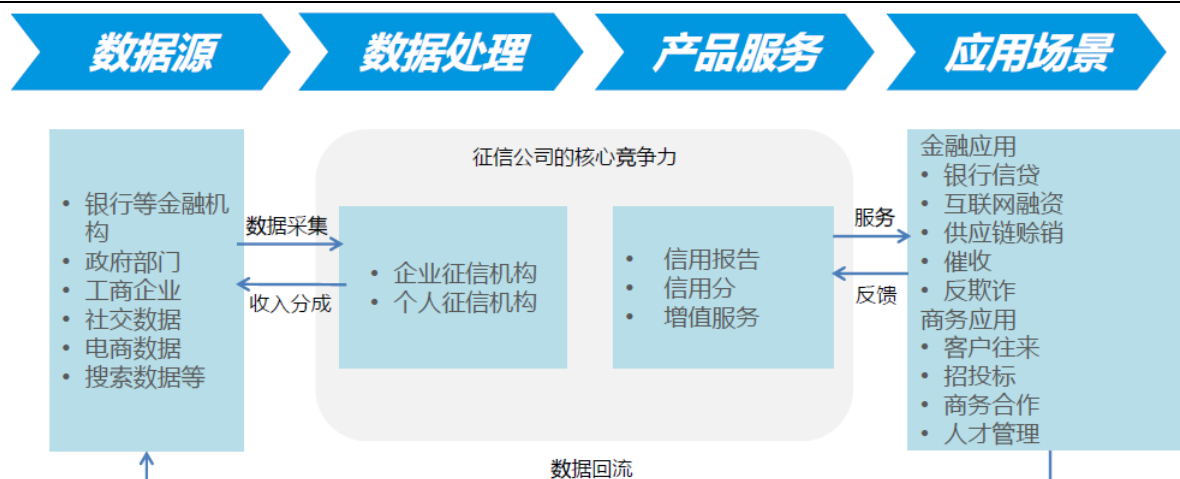 数据源
数据处理
产品服务
应用场景
• 银行等金融机
构
• 政府部门
• 工商企业
• 社交数据
• 电商数据
• 搜索数据等
数据采集
收入分成
征信公司的核心竞争力
• 企业征信机构
• 个人征信机构
• 信用报告
• 信用分
• 增值服务
服务
反馈
金融应用
• 银行信贷
• 互联网融资
• 供应链赊销
• 催收
• 反欺诈
商务应用
• 客户往来
• 招投标
• 商务合作
• 人才管理
数据回流